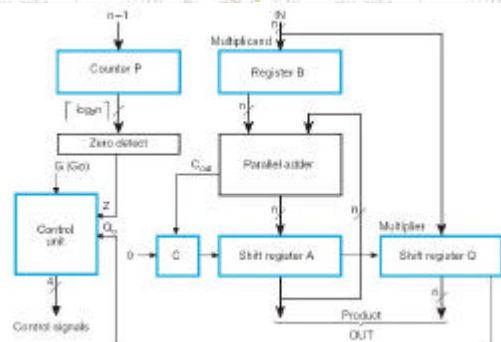 n−1
IN
n
Multiplicand
Counter P
Register B
⌈log₂n⌉
n
Zero detect
Parallel adder
G (Go)
Cout
Z
Q₀
n
n
Multiplier
Control unit
0
C
Shift register A
Shift register Q
4
n
Product
Control signals
OUT